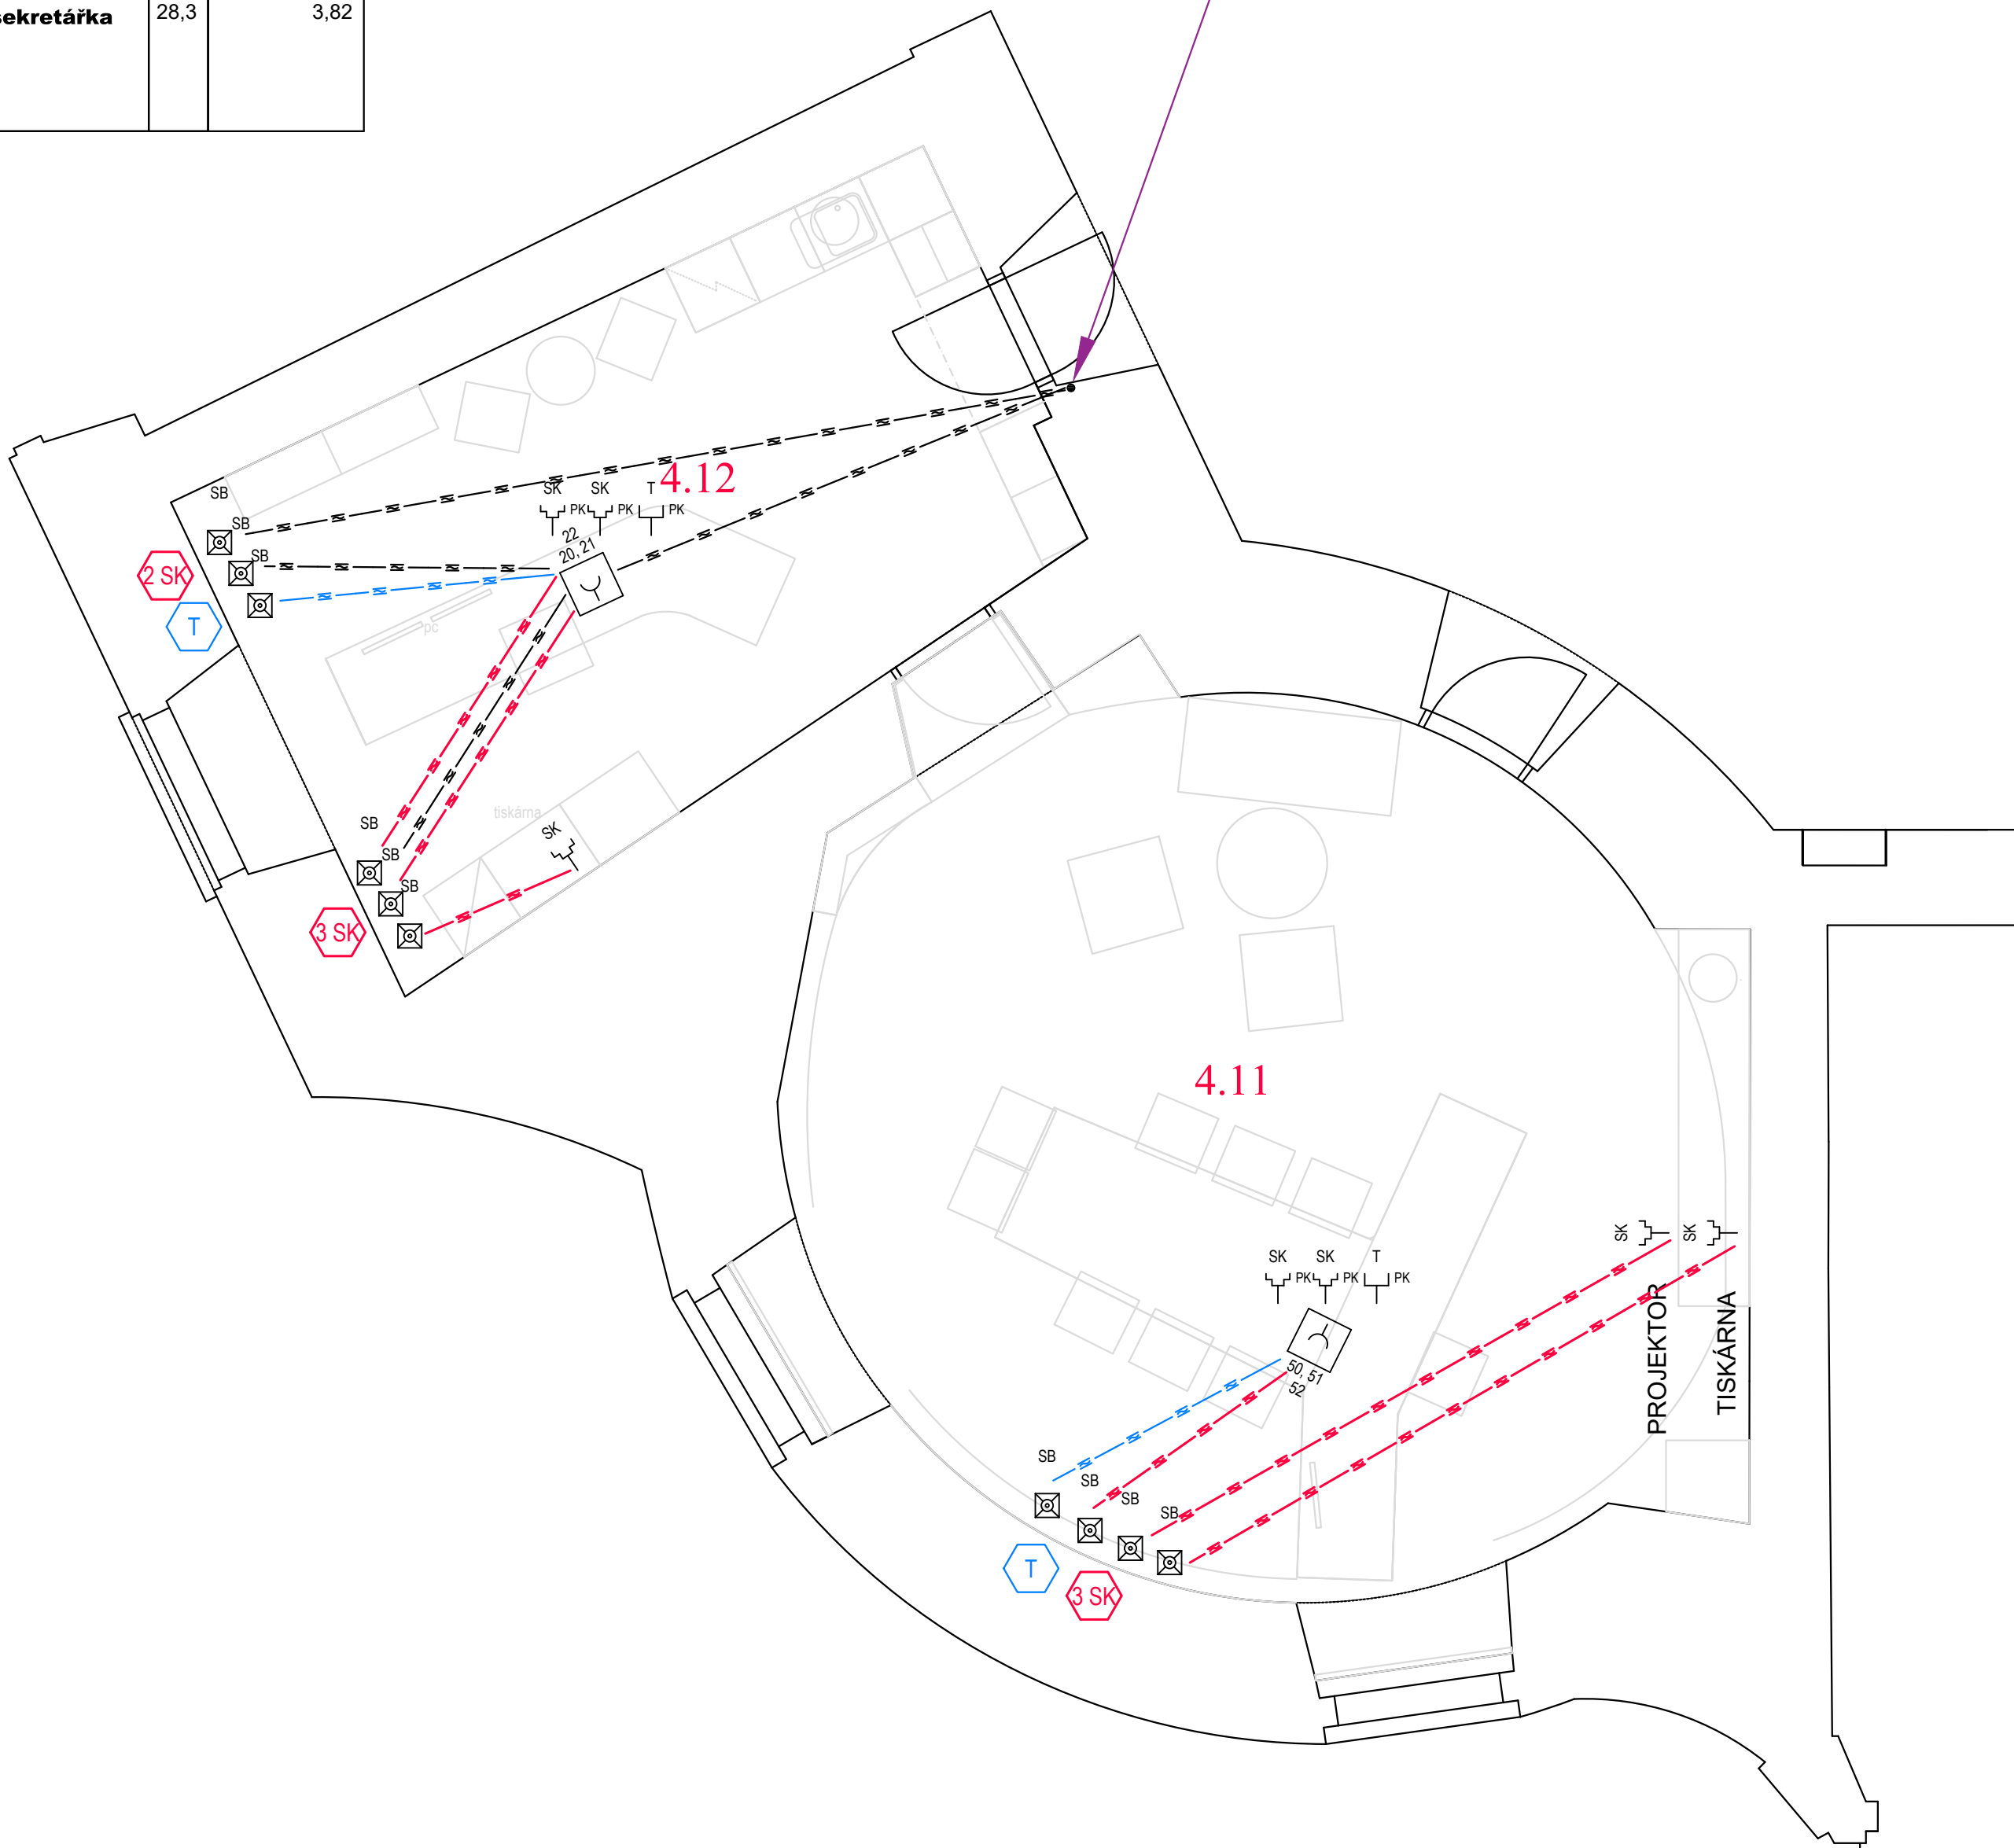 sekretářka 28,3 3,82
4.12
SK SK T
PK PK PK
22
20, 21
SB
SB
SB
2 SK
T
pc
tiskárna
SK
SB
SB
SB
3 SK
4.11
SK SK
SK SK T
PK PK PK
50, 51
52
PROJEKTOR
TISKÁRNA
SB
SB
SB
SB
T
3 SK